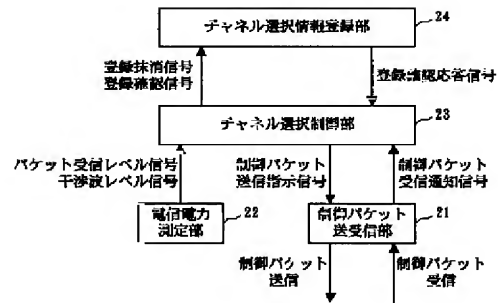 24
チャネル選択情報登録部
登録抹消信号
登録確認信号
登録確認応答信号
23
チャネル選択制御部
パケット受信レベル信号
干渉波レベル信号
制御パケット
送信指示信号
制御パケット
受信通知信号
電信電力
測定部
22
制御パケット
送受信部
21
制御パケット
送信
制御パケット
受信